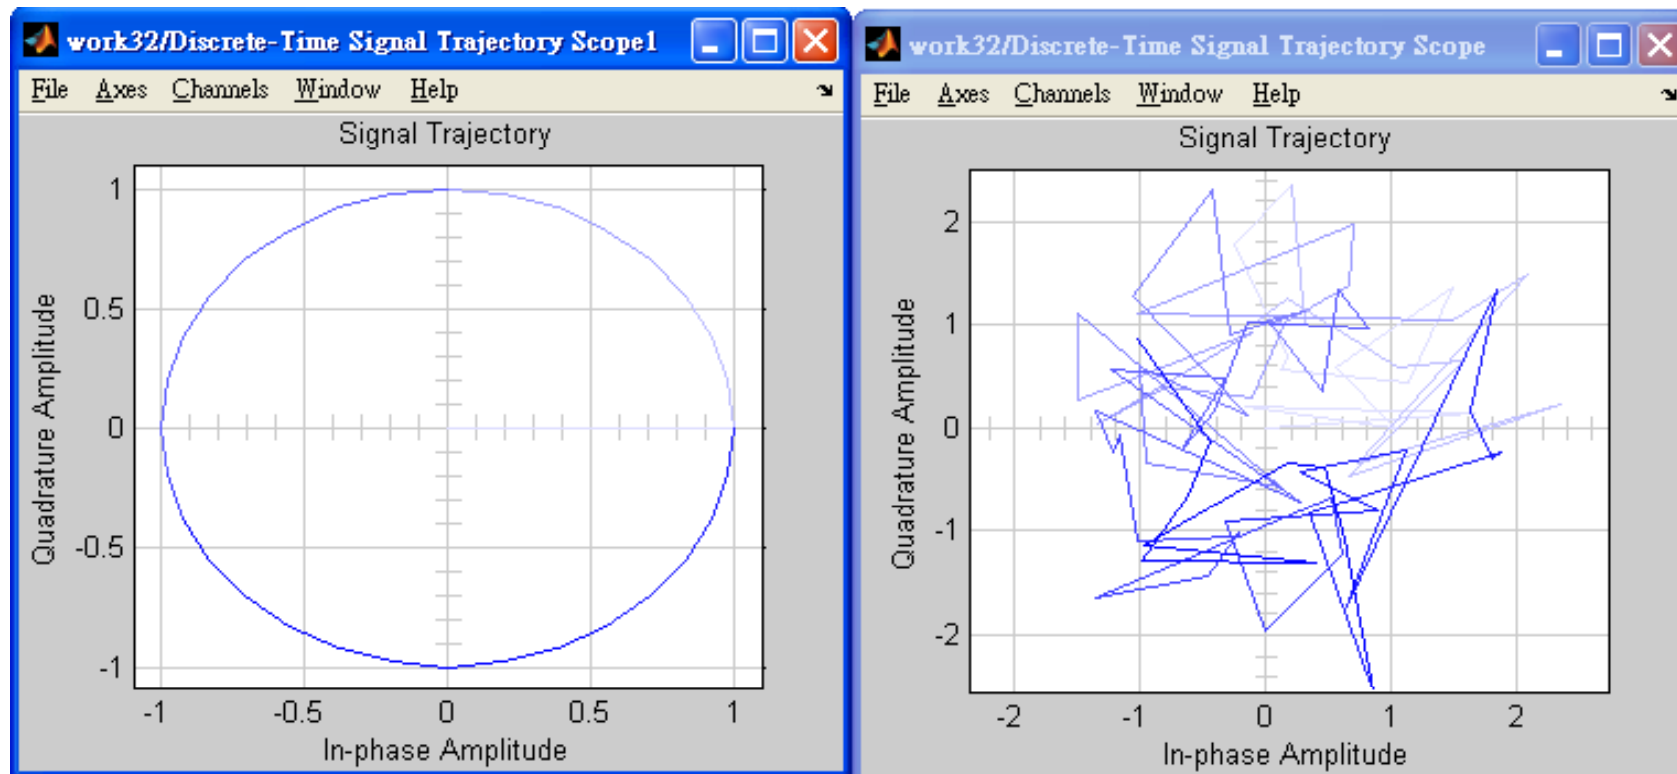 work32/Discrete-Time Signal Trajectory Scope1
File Axes Channels Window Help
Signal Trajectory
1
0.5
0
-0.5
-1
Quadrature Amplitude
-1 -0.5 0 0.5 1
In-phase Amplitude
work32/Discrete-Time Signal Trajectory Scope
File Axes Channels Window Help
Signal Trajectory
2
1
0
-1
-2
Quadrature Amplitude
-2 -1 0 1 2
In-phase Amplitude